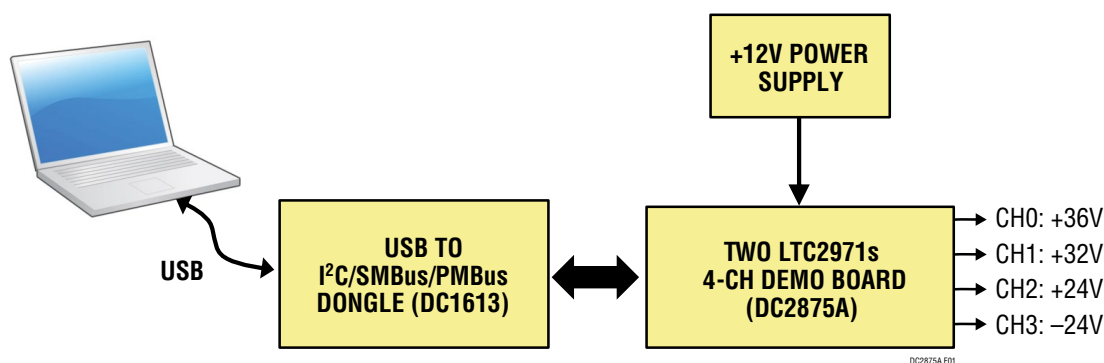 +12V POWER
SUPPLY
USB
USB TO
I²C/SMBus/PMBus
DONGLE (DC1613)
TWO LTC2971s
4-CH DEMO BOARD
(DC2875A)
CH0: +36V
CH1: +32V
CH2: +24V
CH3: –24V
DC2875A F01